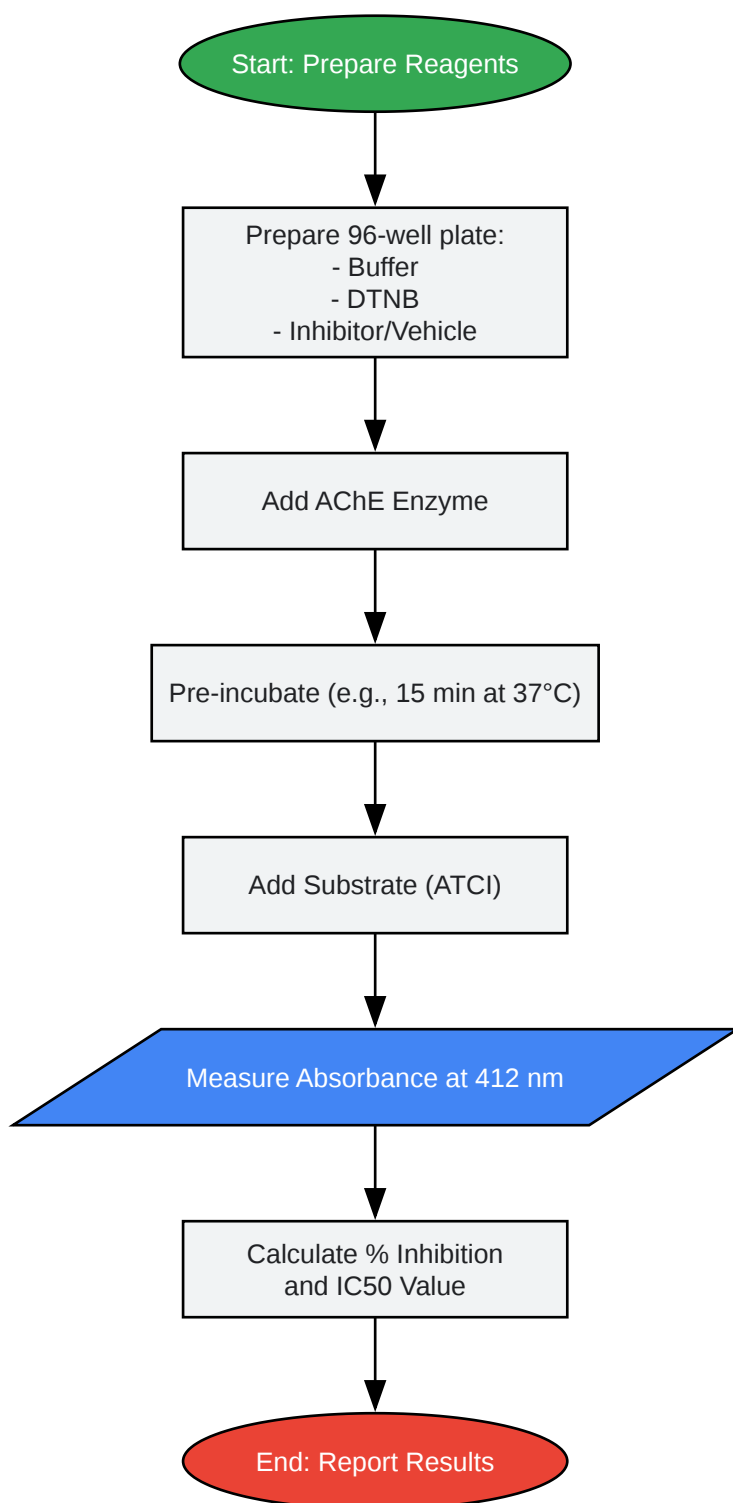 Start: Prepare Reagents
Prepare 96-well plate:
- Buffer
- DTNB
- Inhibitor/Vehicle
Add AChE Enzyme
Pre-incubate (e.g., 15 min at 37°C)
Add Substrate (ATCI)
Measure Absorbance at 412 nm
Calculate % Inhibition
and IC50 Value
End: Report Results